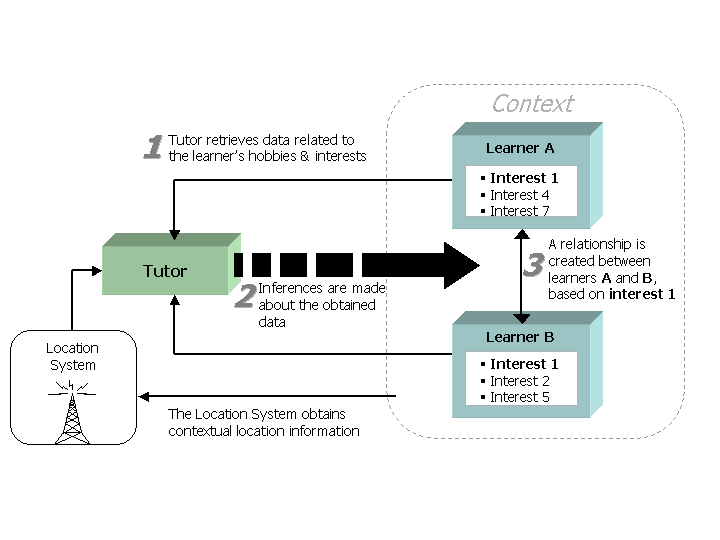 Context
1
Tutor retrieves data related to
the learner's hobbies & interests
Learner A
▪ Interest 1
▪ Interest 4
▪ Interest 7
Tutor
2
Inferences are made
about the obtained
data
3
A relationship is
created between
learners A and B,
based on interest 1
Location
System
Learner B
▪ Interest 1
▪ Interest 2
▪ Interest 5
The Location System obtains
contextual location information